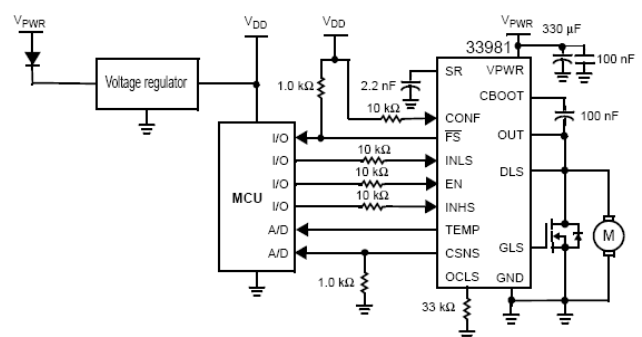 VPWR
VDD
VDD
VPWR
330 µF
33981
100 nF
Voltage regulator
1.0 kΩ
2.2 nF
SR
VPWR
CBOOT
10 kΩ
CONF
100 nF
I/O
FS
OUT
I/O
10 kΩ
INLS
10 kΩ
DLS
I/O
EN
MCU
10 kΩ
I/O
INHS
M
A/D
TEMP
A/D
CSNS
GLS
1.0 kΩ
OCLS
GND
33 kΩ